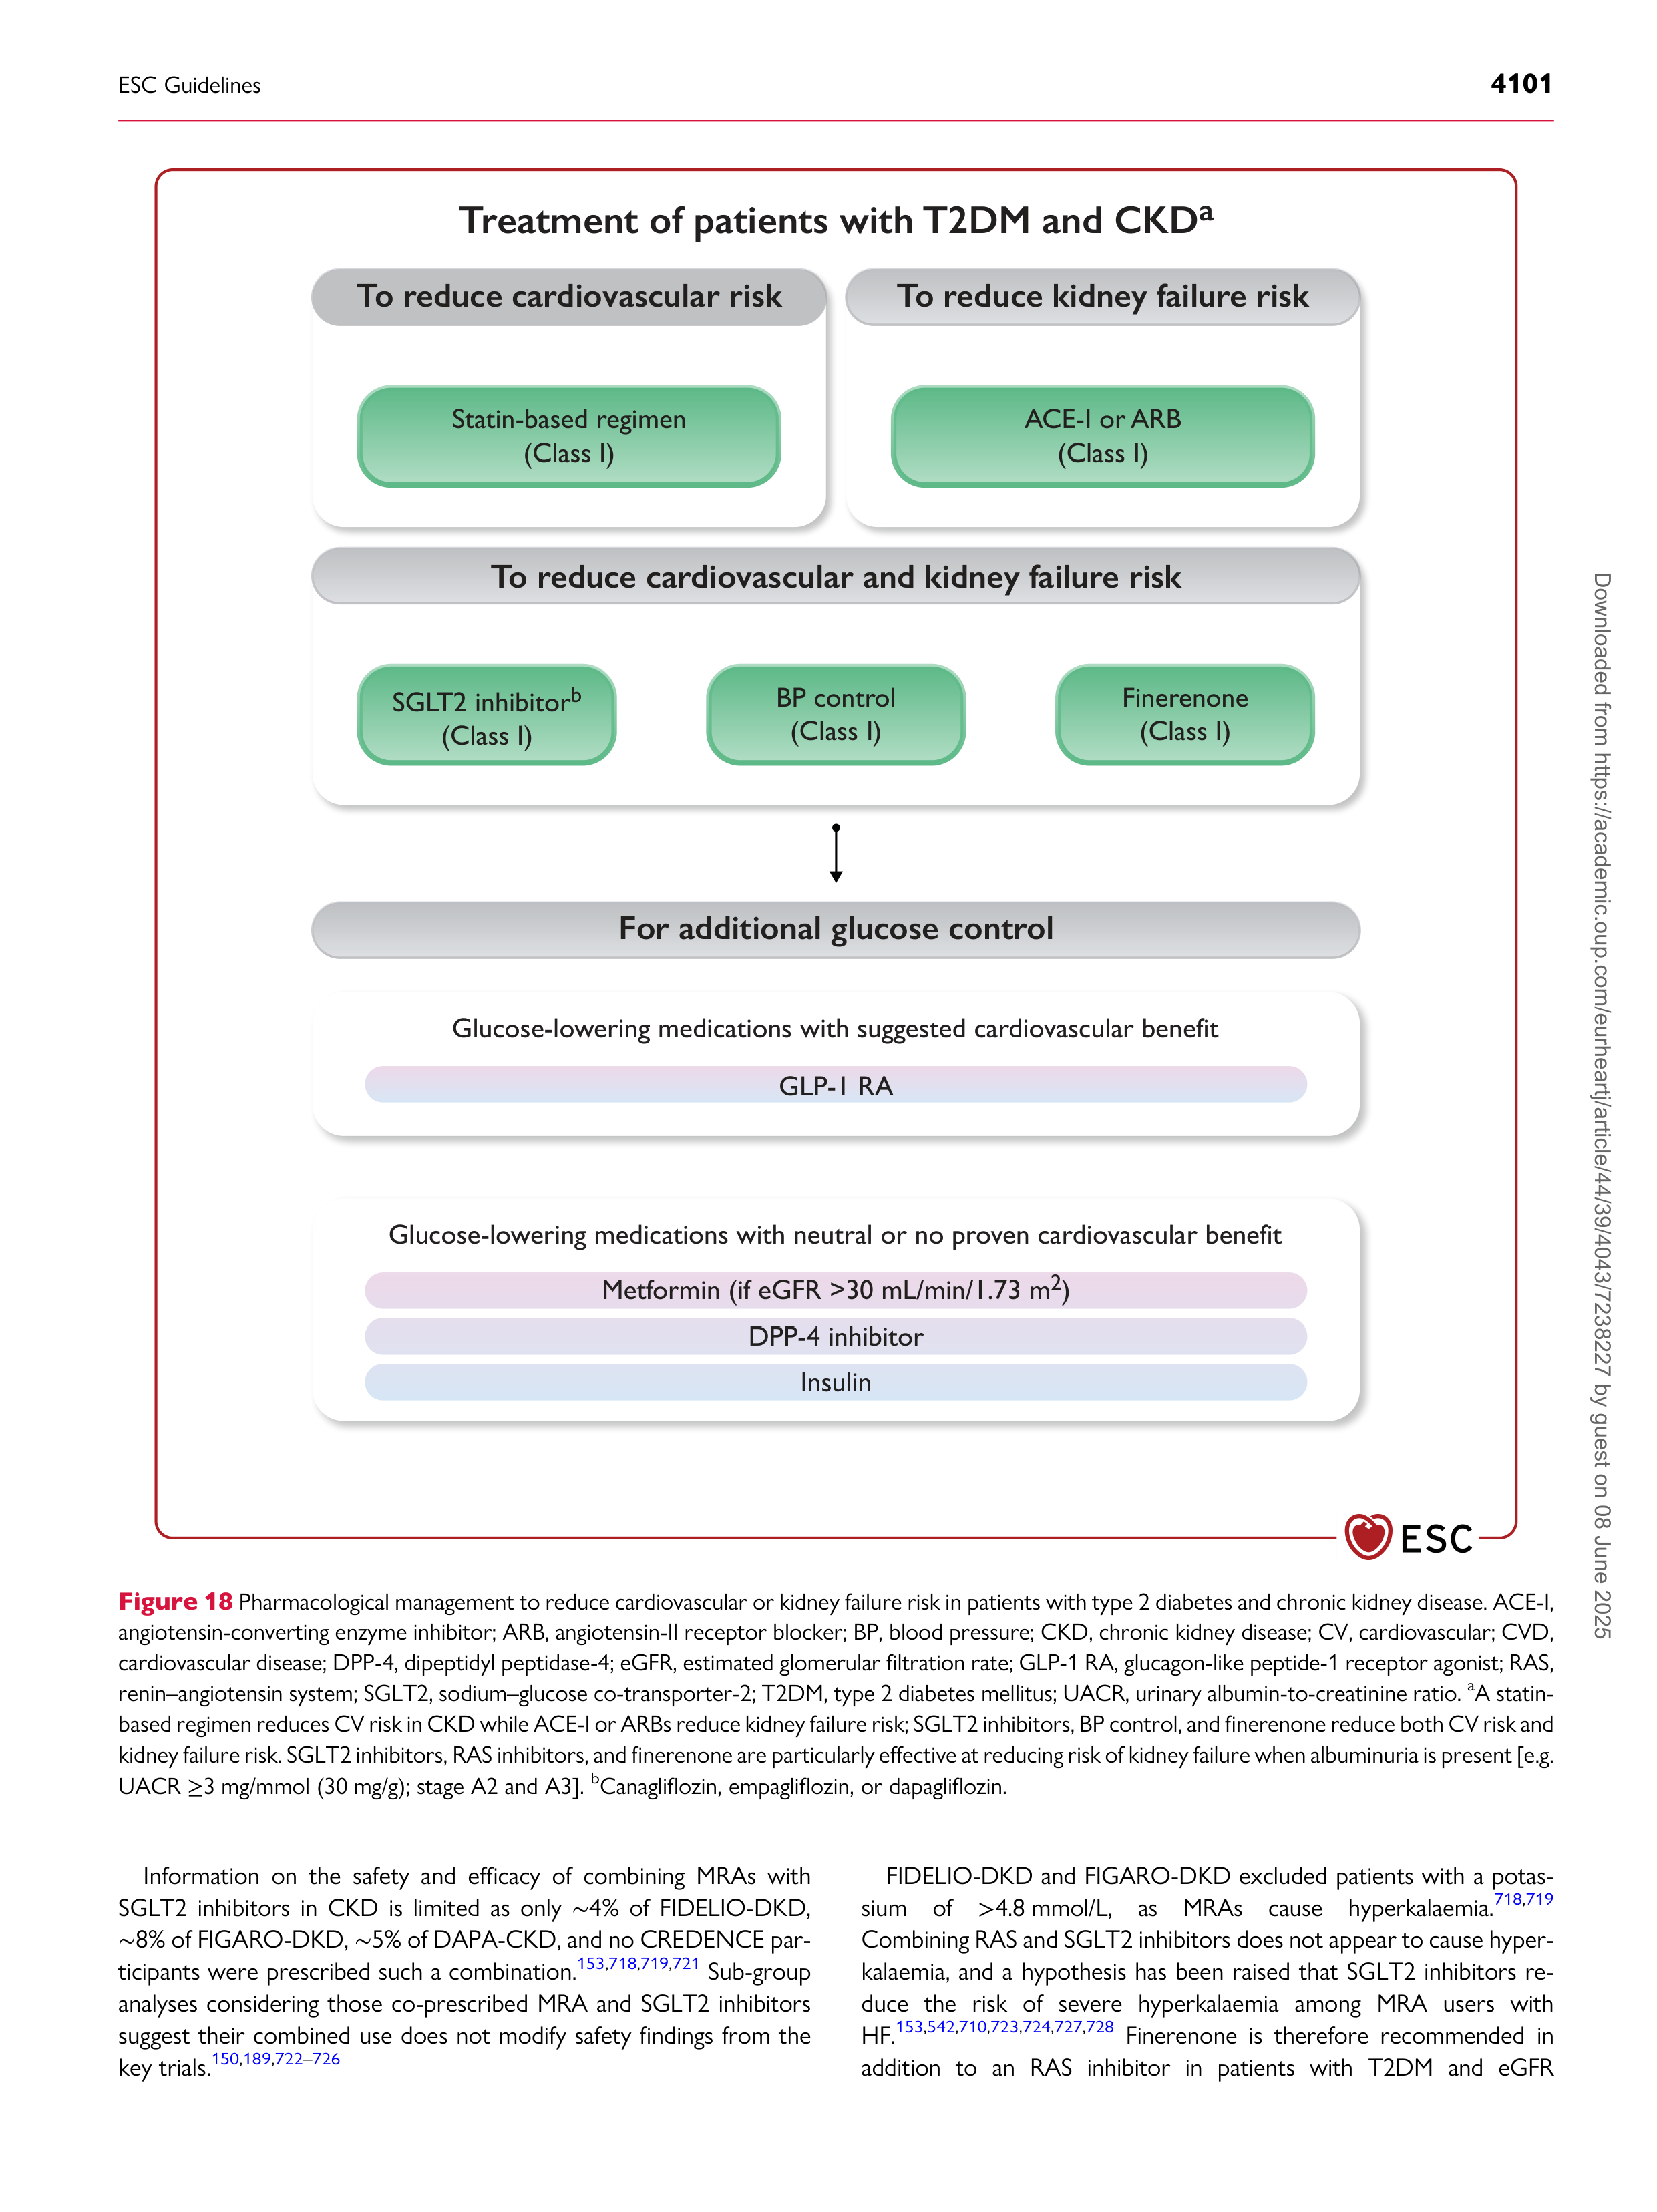 ESC Guidelines
4101
Treatment of patients with T2DM and CKDa
To reduce cardiovascular risk
Statin-based regimen
(Class I)
To reduce kidney failure risk
ACE-I or ARB
(Class I)
To reduce cardiovascular and kidney failure risk
SGLT2 inhibitorb
(Class I)
BP control
(Class I)
Finerenone
(Class I)
For additional glucose control
Glucose-lowering medications with suggested cardiovascular benefit
GLP-1 RA
Glucose-lowering medications with neutral or no proven cardiovascular benefit
Metformin (if eGFR >30 mL/min/1.73 m2)
DPP-4 inhibitor
Insulin
ESC
Figure 18 Pharmacological management to reduce cardiovascular or kidney failure risk in patients with type 2 diabetes and chronic kidney disease. ACE-I,
angiotensin-converting enzyme inhibitor; ARB, angiotensin-II receptor blocker; BP, blood pressure; CKD, chronic kidney disease; CV, cardiovascular; CVD,
cardiovascular disease; DPP-4, dipeptidyl peptidase-4; eGFR, estimated glomerular filtration rate; GLP-1 RA, glucagon-like peptide-1 receptor agonist; RAS,
renin–angiotensin system; SGLT2, sodium–glucose co-transporter-2; T2DM, type 2 diabetes mellitus; UACR, urinary albumin-to-creatinine ratio. aA statin-
based regimen reduces CV risk in CKD while ACE-I or ARBs reduce kidney failure risk; SGLT2 inhibitors, BP control, and finerenone reduce both CV risk and
kidney failure risk. SGLT2 inhibitors, RAS inhibitors, and finerenone are particularly effective at reducing risk of kidney failure when albuminuria is present [e.g.
UACR ≥3 mg/mmol (30 mg/g); stage A2 and A3]. bCanagliflozin, empagliflozin, or dapagliflozin.
Information on the safety and efficacy of combining MRAs with
SGLT2 inhibitors in CKD is limited as only ∼4% of FIDELIO-DKD,
∼8% of FIGARO-DKD, ∼5% of DAPA-CKD, and no CREDENCE par-
ticipants were prescribed such a combination.153,718,719,721 Sub-group
analyses considering those co-prescribed MRA and SGLT2 inhibitors
suggest their combined use does not modify safety findings from the
key trials.150,189,722–726
FIDELIO-DKD and FIGARO-DKD excluded patients with a potas-
sium of >4.8 mmol/L, as MRAs cause hyperkalaemia.718,719
Combining RAS and SGLT2 inhibitors does not appear to cause hyper-
kalaemia, and a hypothesis has been raised that SGLT2 inhibitors re-
duce the risk of severe hyperkalaemia among MRA users with
HF.153,542,710,723,724,727,728 Finerenone is therefore recommended in
addition to an RAS inhibitor in patients with T2DM and eGFR
Downloaded from https://academic.oup.com/eurheartj/article/44/39/4043/7238227 by guest on 08 June 2025